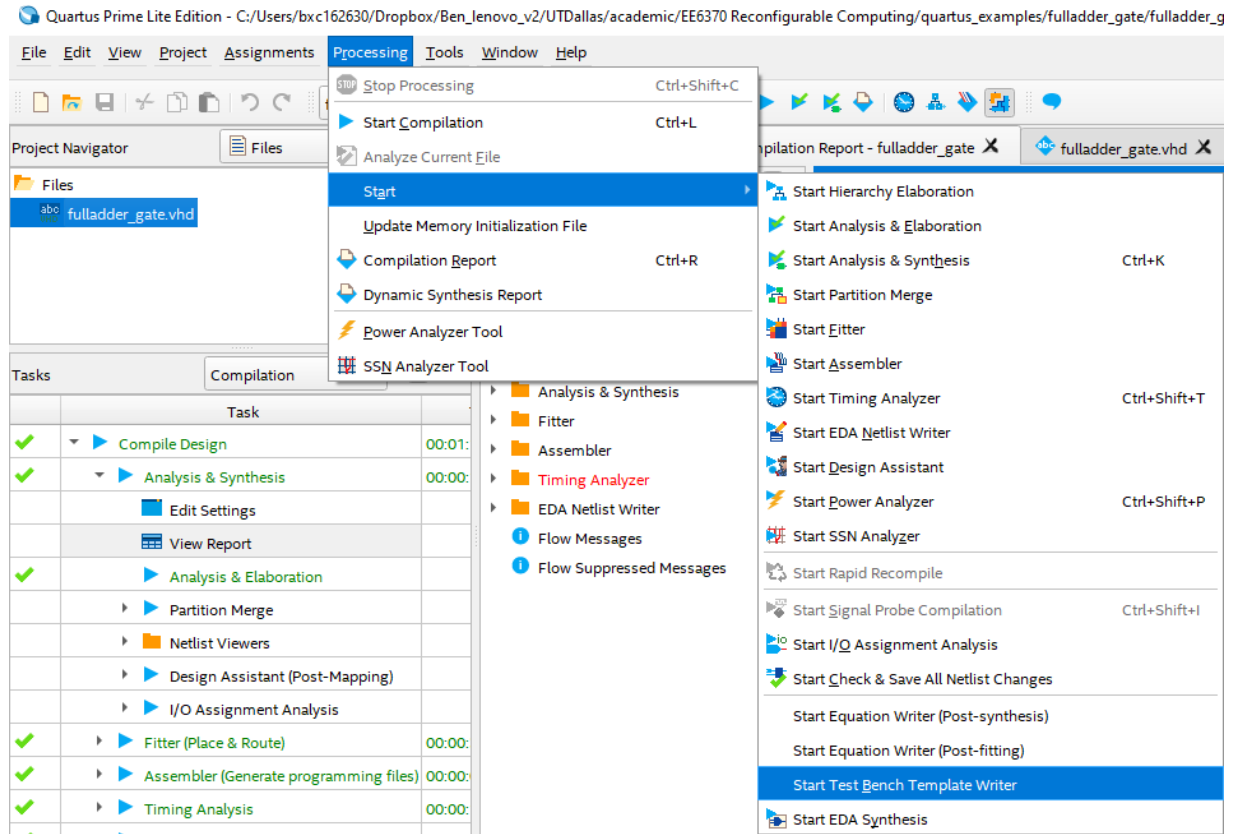 Quartus Prime Lite Edition - C:/Users/bxc162630/Dropbox/Ben_lenovo_v2/UTDallas/academic/EE6370 Reconfigurable Computing/quartus_examples/fulladder_gate/fulladder_g
File Edit View Project Assignments Processing Tools Window Help
Stop Processing Ctrl+Shift+C
Start Compilation Ctrl+L
Analyze Current File
Start
Update Memory Initialization File
Compilation Report Ctrl+R
Dynamic Synthesis Report
Power Analyzer Tool
SSN Analyzer Tool
Project Navigator Files
Files
fulladder_gate.vhd
mpilation Report - fulladder_gate fulladder_gate.vhd
Start Hierarchy Elaboration
Start Analysis & Elaboration
Start Analysis & Synthesis Ctrl+K
Start Partition Merge
Start Fitter
Start Assembler
Start Timing Analyzer Ctrl+Shift+T
Start EDA Netlist Writer
Start Design Assistant
Start Power Analyzer Ctrl+Shift+P
Start SSN Analyzer
Start Rapid Recompile
Start Signal Probe Compilation Ctrl+Shift+I
Start I/O Assignment Analysis
Start Check & Save All Netlist Changes
Start Equation Writer (Post-synthesis)
Start Equation Writer (Post-fitting)
Start Test Bench Template Writer
Start EDA Synthesis
Tasks Compilation
Task
Compile Design 00:01:
Analysis & Synthesis 00:00:
Edit Settings
View Report
Analysis & Elaboration
Partition Merge
Netlist Viewers
Design Assistant (Post-Mapping)
I/O Assignment Analysis
Fitter (Place & Route) 00:00:
Assembler (Generate programming files) 00:00:
Timing Analysis 00:00:
Analysis & Synthesis
Fitter
Assembler
Timing Analyzer
EDA Netlist Writer
Flow Messages
Flow Suppressed Messages